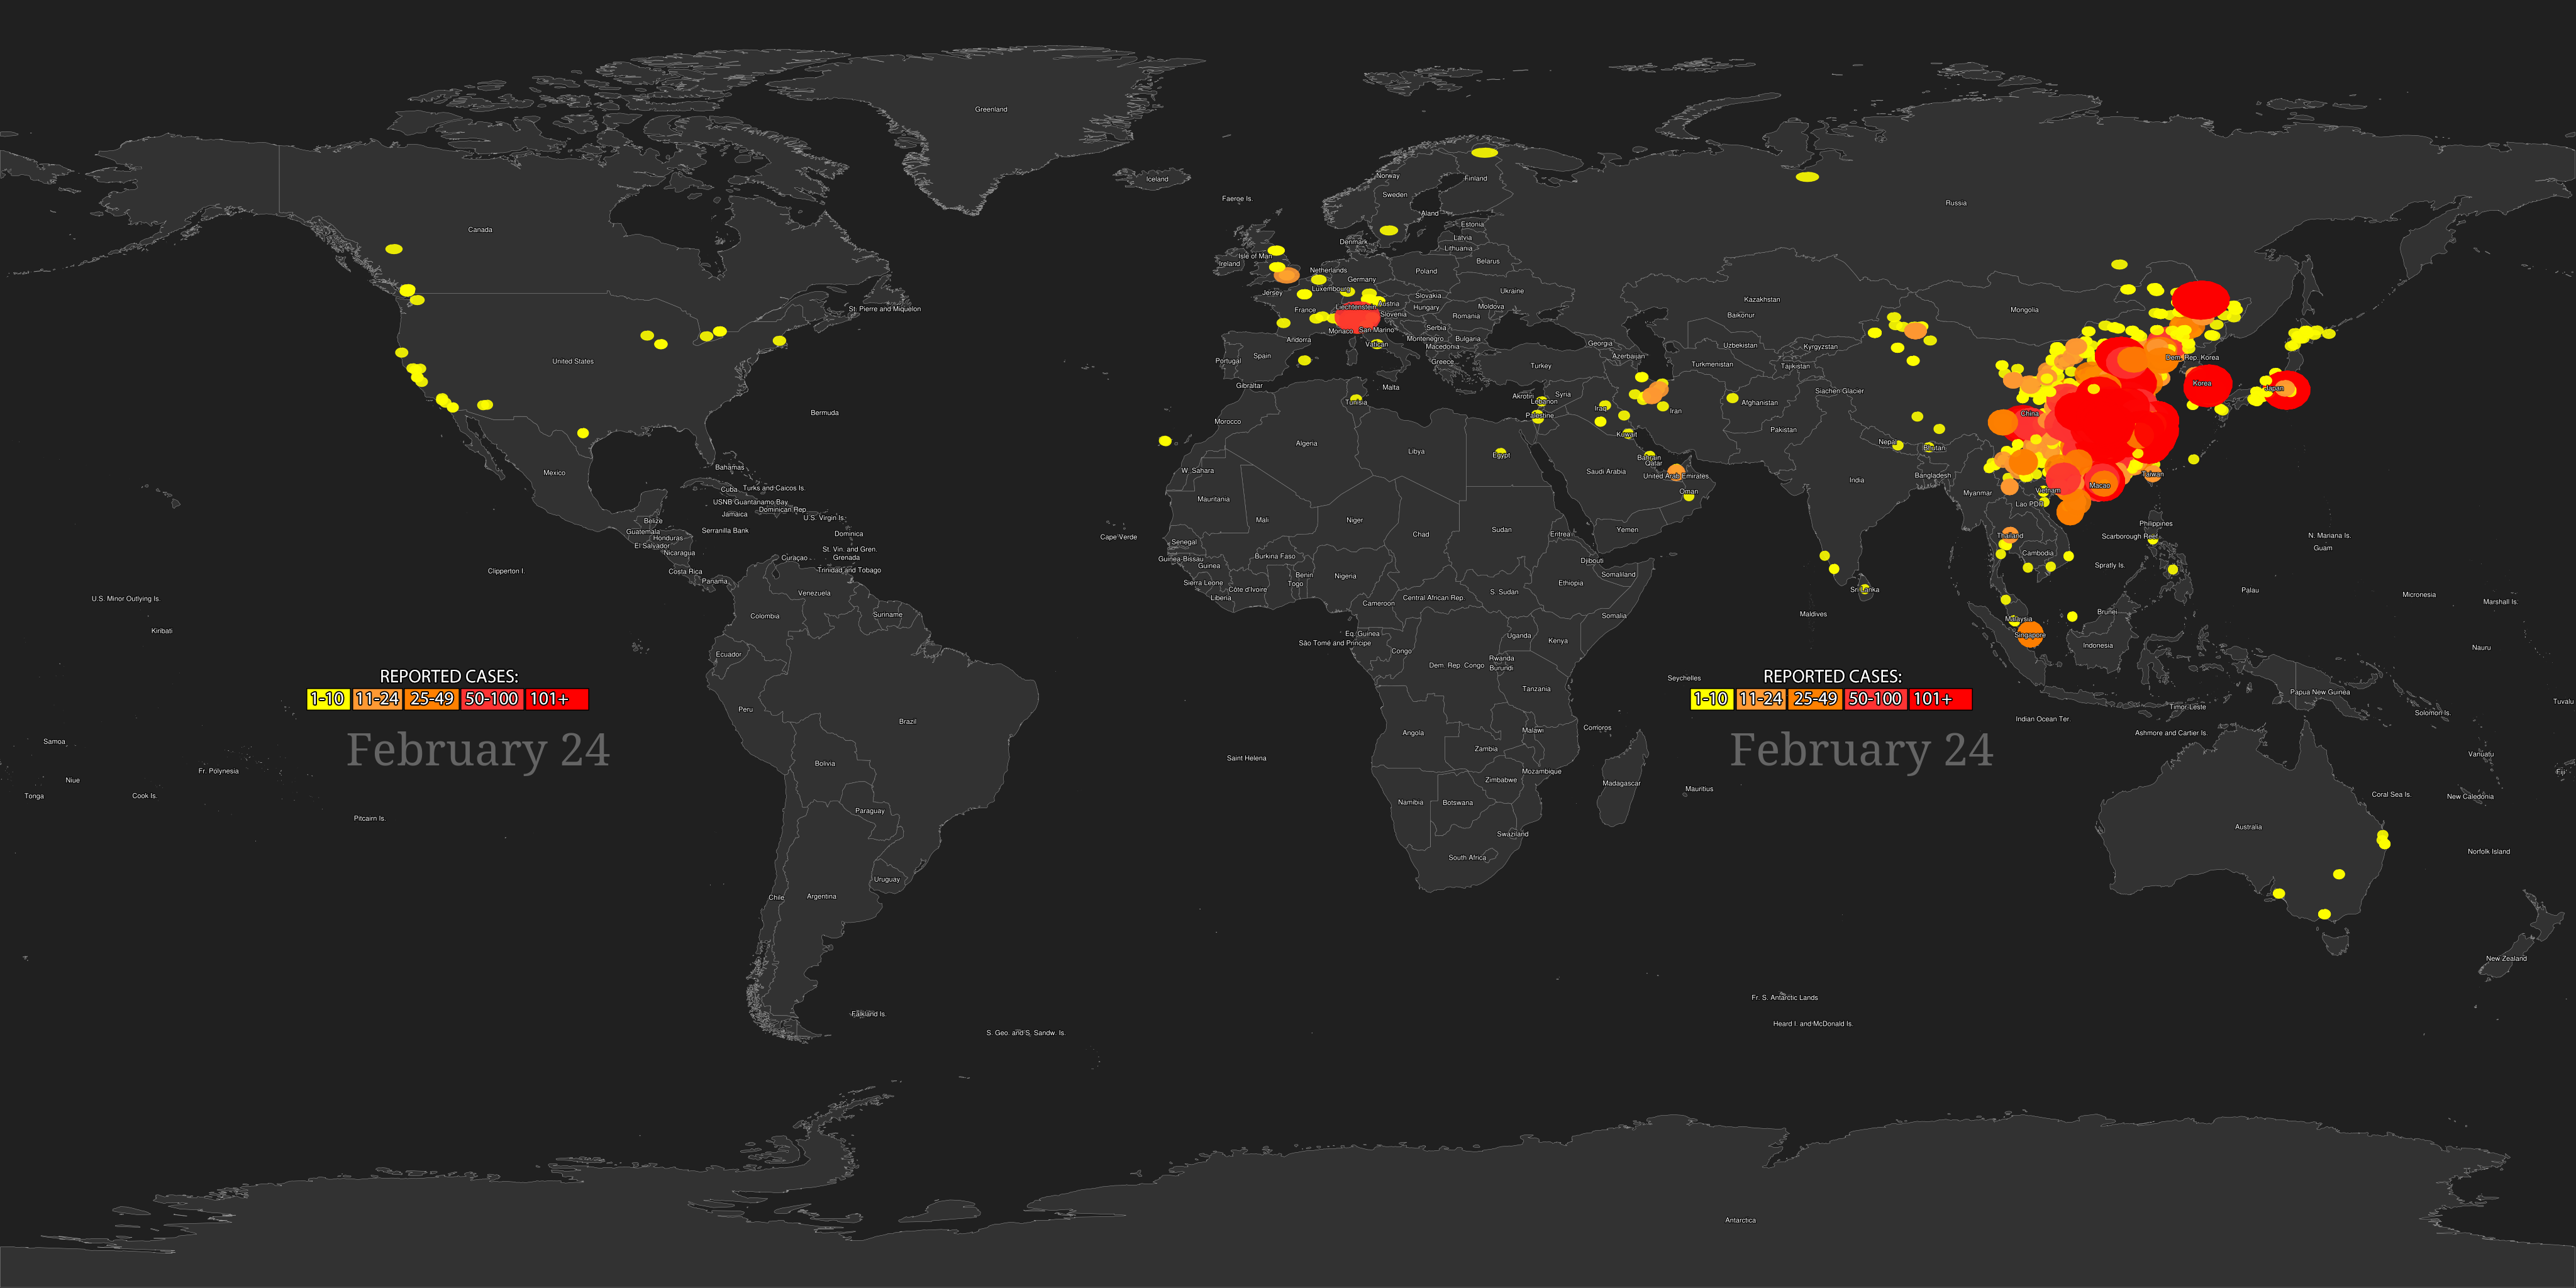 Greenland
Iceland
Norway
Finland
Sweden
Faeroe Is.
Russia
Aland
Estonia
Canada
Latvia
Denmark
Lithuania
Isle of Man
Ireland
Netherlands
Belarus
Poland
Germany
Luxembourg
Jersey
Ukraine
Slovakia
Kazakhstan
Austria
Liechtenstein
Hungary
Moldova
St. Pierre and Miquelon
France
Mongolia
Slovenia
Baikonur
Romania
Serbia
Monaco
San Marino
Montenegro
Bulgaria
Andorra
Vatican
Georgia
Uzbekistan
Kyrgyzstan
Macedonia
Portugal
Spain
Azerbaijan
Dem. Rep. Korea
United States
Greece
Turkey
Turkmenistan
Tajikistan
Gibraltar
Malta
Korea
Japan
Siachen Glacier
Akrotiri
Syria
Tunisia
Lebanon
Afghanistan
Iraq
Iran
Bermuda
China
Palestine
Morocco
Pakistan
Kuwait
Algeria
Nepal
Bhutan
Libya
Egypt
Bahrain
Qatar
Bahamas
W. Sahara
Saudi Arabia
Mexico
United Arab Emirates
Taiwan
Bangladesh
India
Macao
Cuba
Turks and Caicos Is.
Oman
Vietnam
Myanmar
Mauritania
USNB Guantanamo Bay
Lao PDR
Dominican Rep.
Jamaica
U.S. Virgin Is.
Mali
Niger
Belize
Philippines
Serranilla Bank
Sudan
Yemen
Guatemala
Chad
Eritrea
Dominica
Thailand
Scarborough Reef
N. Mariana Is.
Cape Verde
Honduras
Senegal
El Salvador
Guam
St. Vin. and Gren.
Nicaragua
Burkina Faso
Cambodia
Curaçao
Grenada
Guinea-Bissau
Djibouti
Guinea
Spratly Is.
Clipperton I.
Costa Rica
Trinidad and Tobago
Benin
Nigeria
Somaliland
Panama
Sierra Leone
Togo
Ethiopia
Côte d'Ivoire
Sri Lanka
Palau
Venezuela
S. Sudan
Micronesia
U.S. Minor Outlying Is.
Liberia
Central African Rep.
Marshall Is.
Cameroon
Suriname
Colombia
Maldives
Brunei
Somalia
Malaysia
Kiribati
Eq. Guinea
Uganda
Singapore
São Tomé and Principe
Kenya
Indonesia
Nauru
Congo
Ecuador
Rwanda
Dem. Rep. Congo
Burundi
REPORTED CASES:
REPORTED CASES:
Seychelles
Tanzania
Papua New Guinea
1-10 11-24 25-49 50-100 101+
1-10 11-24 25-49 50-100 101+
Tuvalu
Timor-Leste
Peru
Solomon Is.
Indian Ocean Ter.
Brazil
Comoros
Malawi
Angola
Ashmore and Cartier Is.
Samoa
February 24
February 24
Zambia
Vanuatu
Saint Helena
Bolivia
Fr. Polynesia
Mozambique
Fiji
Niue
Zimbabwe
Madagascar
Mauritius
Tonga
Cook Is.
Coral Sea Is.
New Caledonia
Namibia
Botswana
Paraguay
Pitcairn Is.
Australia
Swaziland
Norfolk Island
South Africa
Uruguay
Chile
Argentina
New Zealand
Fr. S. Antarctic Lands
Falkland Is.
Heard I. and McDonald Is.
S. Geo. and S. Sandw. Is.
Antarctica